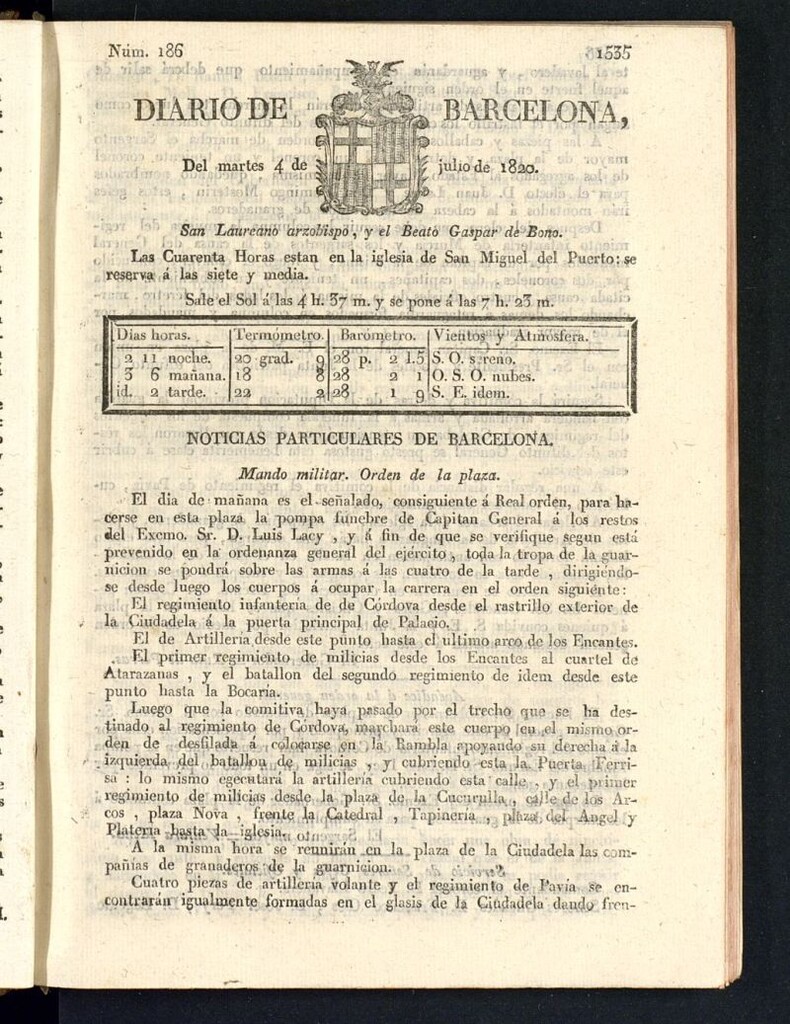 Núm. 186 1535
DIARIO DE BARCELONA,
Del martes 4 de julio de 1820.
San Laureano arzobispo, y el Beato Gaspar de Bono.
Las Cuarenta Horas estan en la iglesia de San Miguel del Puerto: se
reserva á las siete y media.
Sale el Sol á las 4 h. 37 m. y se pone á las 7 h. 23 m.
Dias horas. Termómetro. Barómetro. Vientos y Atmósfera.
2 11 noche. 20 grad. 9 28 p. 2 l. 5 S. O. sereno.
3 6 mañana. 18 8 28 2 1 O. S. O. nubes.
id. 2 tarde. 22 2 28 1 9 S. E. idem.
NOTICIAS PARTICULARES DE BARCELONA.
Mando militar. Orden de la plaza.
El dia de mañana es el señalado, consiguiente á Real orden, para ha-
cerse en esta plaza la pompa fúnebre de Capitan General á los restos
del Excmo. Sr. D. Luis Lacy, y á fin de que se verifique segun está
prevenido en la ordenanza general del ejército, toda la tropa de la guar-
nicion se pondrá sobre las armas á las cuatro de la tarde, dirigiéndo-
se desde luego los cuerpos á ocupar la carrera en el orden siguiente:
El regimiento infantería de de Córdova desde el rastrillo exterior de
la Ciudadela á la puerta principal de Palacio.
El de Artillería desde este punto hasta el ultimo arco de los Encantes.
El primer regimiento de milicias desde los Encantes al cuartel de
Atarazanas, y el batallon del segundo regimiento de idem desde este
punto hasta la Bocaría.
Luego que la comitiva haya pasado por el trecho que se ha des-
tinado al regimiento de Córdova, marchará este cuerpo en el mismo or-
den de desfilada á colocarse en la Rambla apoyando su derecha á la
izquierda del batallon de milicias, y cubriendo esta la Puerta Ferri-
sa: lo mismo egecutará la artillería cubriendo esta calle, y el primer
regimiento de milicias desde la plaza de la Cucurulla, calle de los Ar-
cos, plaza Nova, frente la Catedral, Tapinería, plaza del Angel y
Platería hasta la iglesia.
A la misma hora se reunirán en la plaza de la Ciudadela las com-
pañías de granaderos de la guarnicion.
Cuatro piezas de artillería volante y el regimiento de Pavía se en-
contrarán igualmente formadas en el glasis de la Ciudadela dando fren-